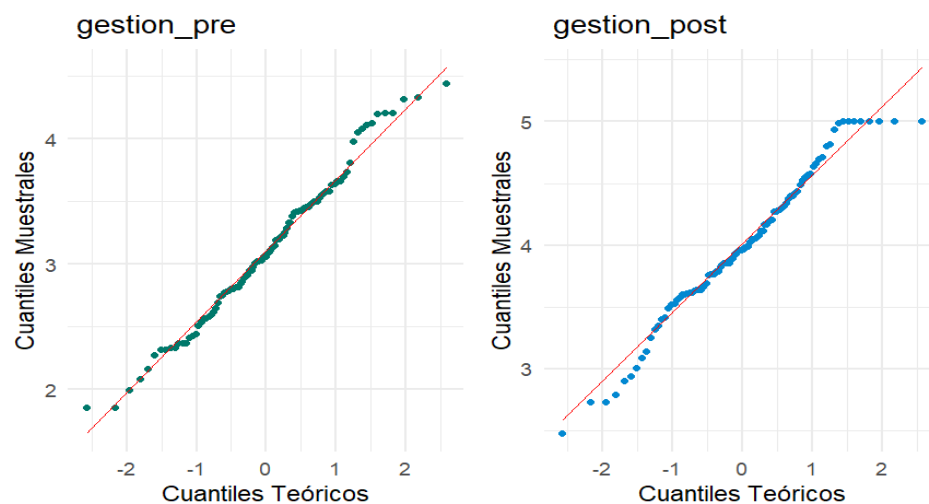 gestion_pre
Cuantiles Muestrales
4
3
2
-2 -1 0 1 2
Cuantiles Teóricos
gestion_post
Cuantiles Muestrales
5
4
3
-2 -1 0 1 2
Cuantiles Teóricos